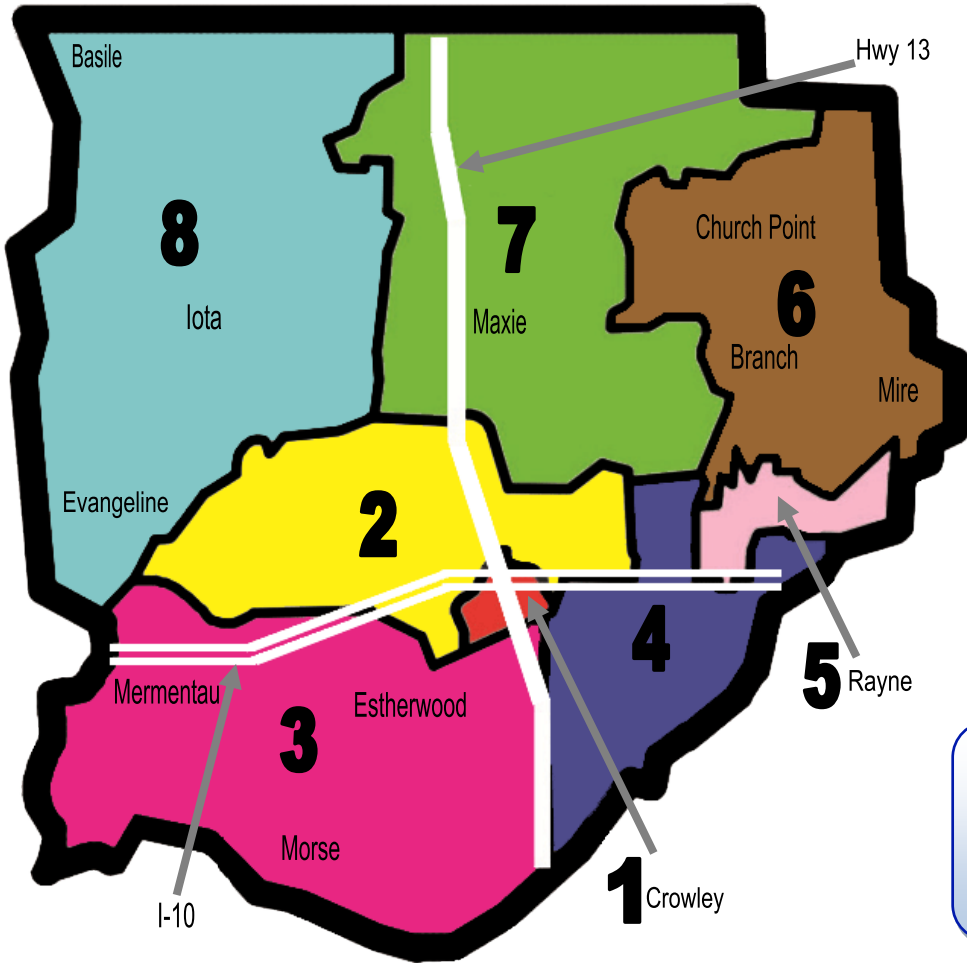 Basile
Hwy 13
8
7
Church Point
6
Iota
Maxie
Branch
Mire
Evangeline
2
4
5 Rayne
Mermentau
Estherwood
3
Morse
1 Crowley
I-10